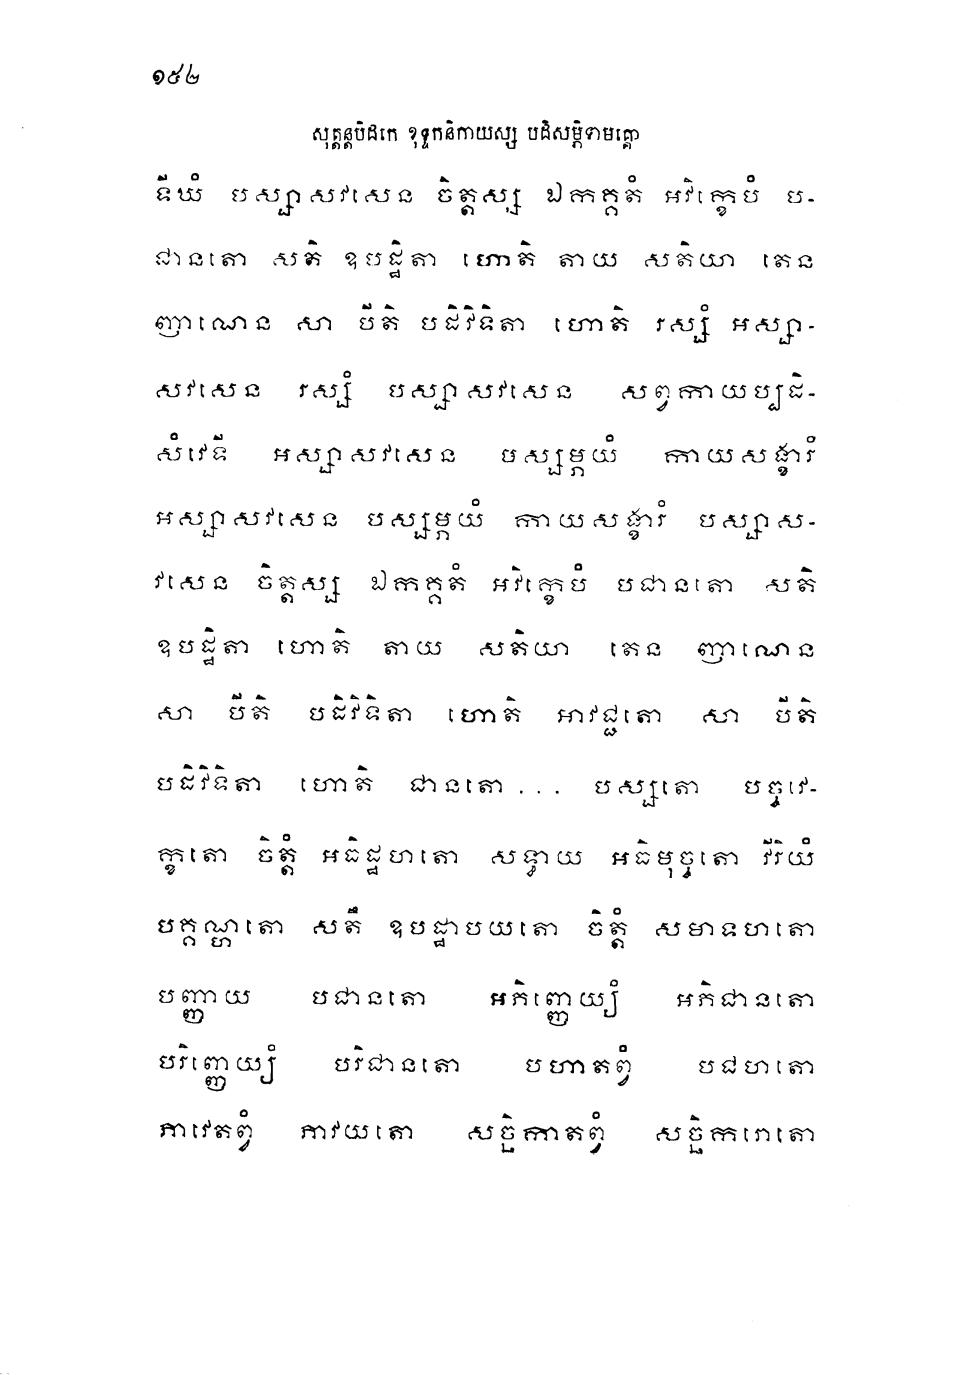 ១៥២
សុត្តន្តបិដកេ ខុទ្ទកនិកាយស្ស បដិសម្ភិទាមគ្គោ
ទីឃំ បស្សាសវសេន ចិត្តស្ស ឯកគ្គតំ អវិក្ខេបំ ប-
ជានតោ សតិ ឧបដ្ឋិតា ហោតិ តាយ សតិយា តេន
ញាណេន សា បីតិ បដិវិទិតា ហោតិ រស្សំ អស្សា-
សវសេន រស្សំ បស្សាសវសេន សព្វកាយប្បដិ-
សំវេទី អស្សាសវសេន បស្សម្ភយំ កាយសង្ខារំ
អស្សាសវសេន បស្សម្ភយំ កាយសង្ខារំ បស្សាស-
វសេន ចិត្តស្ស ឯកគ្គតំ អវិក្ខេបំ បជានតោ សតិ
ឧបដ្ឋិតា ហោតិ តាយ សតិយា តេន ញាណេន
សា បីតិ បដិវិទិតា ហោតិ អាវជ្ជតោ សា បីតិ
បដិវិទិតា ហោតិ ជានតោ ... បស្សតោ បច្ចវេ-
ក្ខតោ ចិត្តំ អធិដ្ឋហតោ សទ្ធាយ អធិមុច្ចតោ វីរិយំ
បគ្គណ្ហតោ សតឹ ឧបដ្ឋាបយតោ ចិត្តំ សមាទហតោ
បញ្ញាយ បជានតោ អភិញ្ញេយ្យំ អភិជានតោ
បរិញ្ញេយ្យំ បរិជានតោ បហាតព្វំ បជហតោ
ភាវេតព្វំ ភាវយតោ សច្ឆិកាតព្វំ សច្ឆិករោតោ